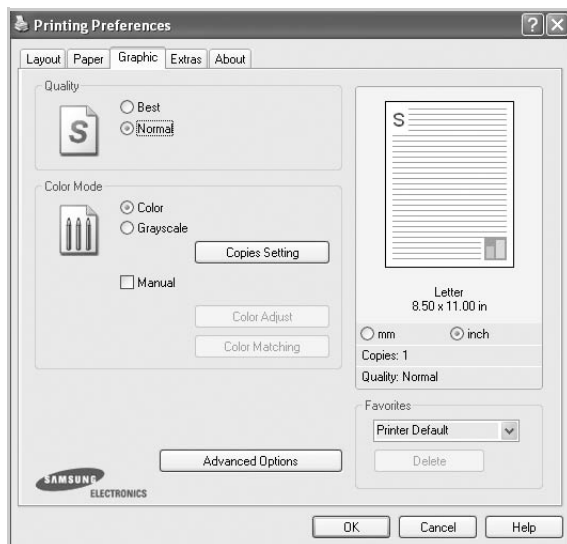 Printing Preferences
Layout Paper Graphic Extras About
Quality
S
Best
Normal
Color Mode
Color
Grayscale
Copies Setting
Manual
Color Adjust
Color Matching
Advanced Options
SAMSUNG
ELECTRONICS
S
Letter
8.50 x 11.00 in
mm inch
Copies: 1
Quality: Normal
Favorites
Printer Default
Delete
OK Cancel Help